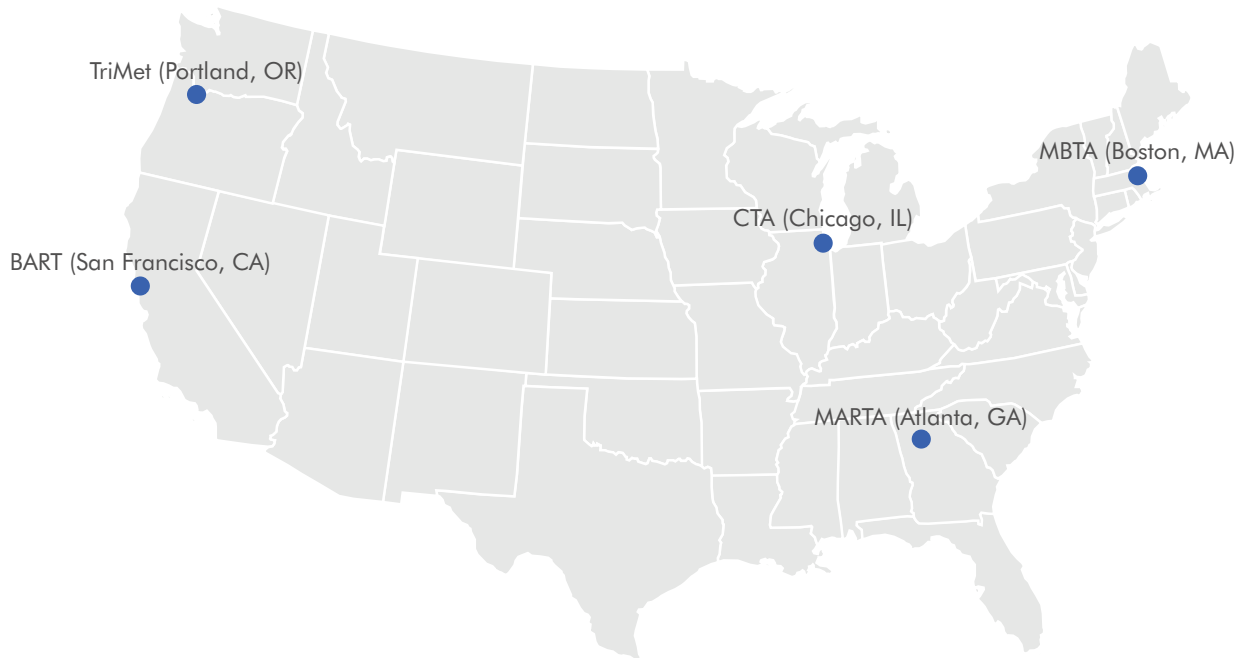 TriMet (Portland, OR)
MBTA (Boston, MA)
CTA (Chicago, IL)
BART (San Francisco, CA)
MARTA (Atlanta, GA)